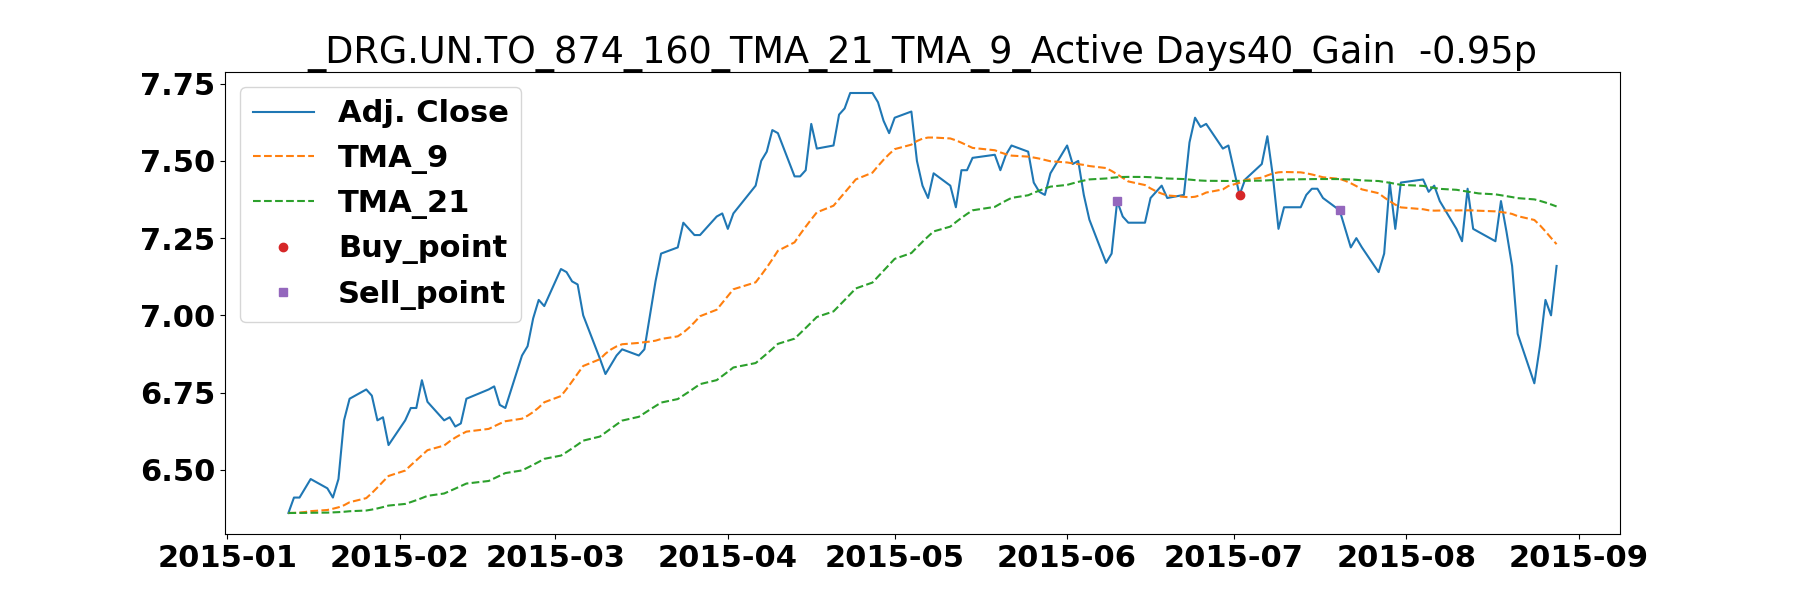 _DRG.UN.TO_874_160_TMA_21_TMA_9_Active Days40_Gain  -0.95p
7.75
7.50
7.25
7.00
6.75
6.50
Adj. Close
TMA_9
TMA_21
Buy_point
Sell_point
2015-01 2015-02 2015-03 2015-04 2015-05 2015-06 2015-07 2015-08 2015-09